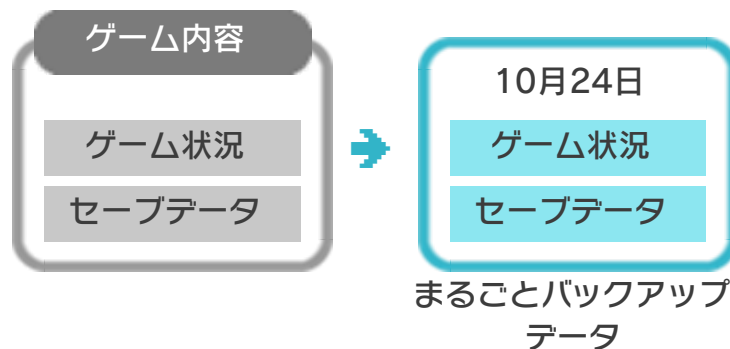 ゲーム内容
ゲーム状況
セーブデータ
10月24日
ゲーム状況
セーブデータ
まるごとバックアップ
データ